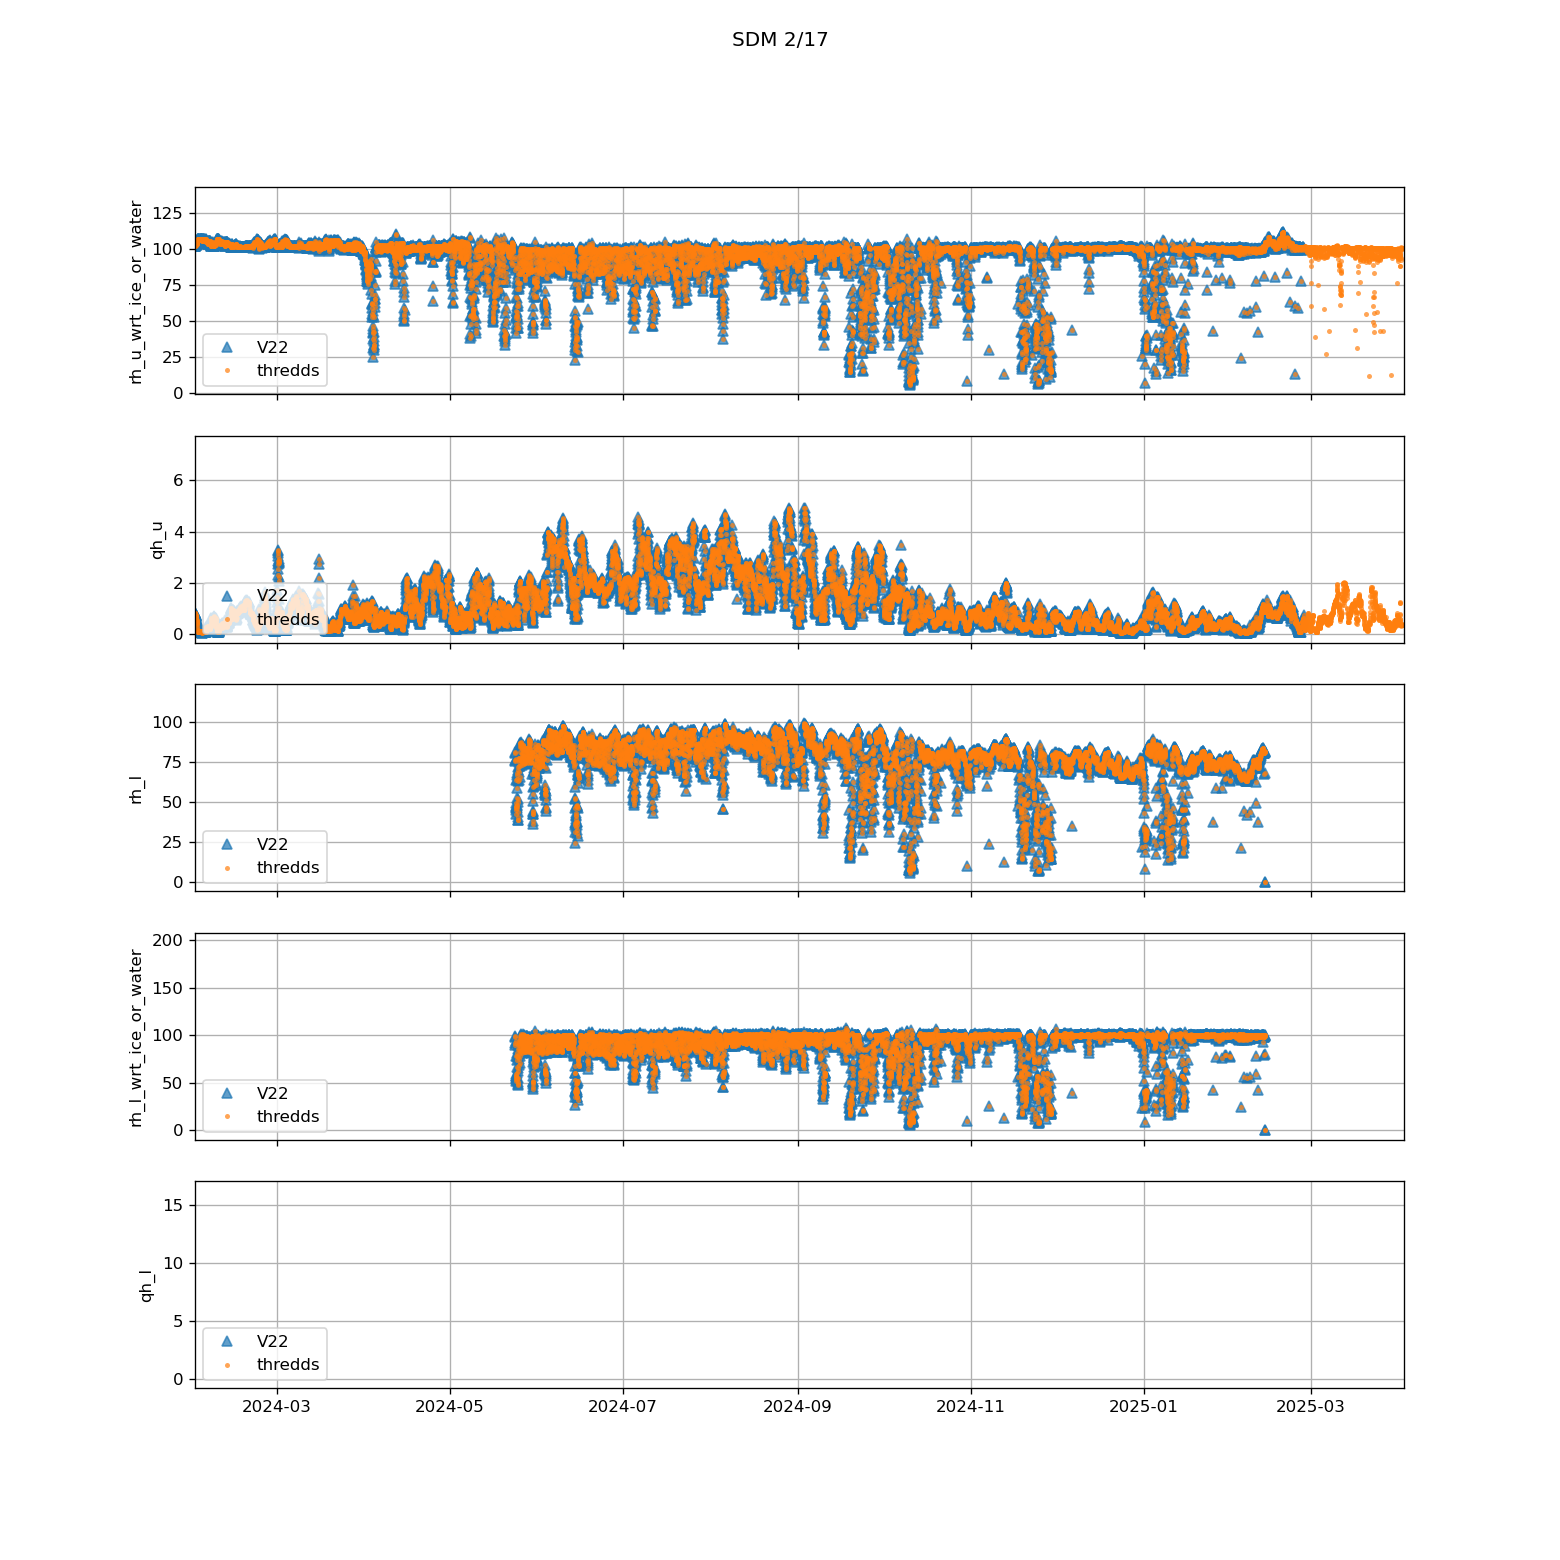 SDM 2/17
rh_u_wrt_ice_or_water
125
100
75
50
25
0
V22
thredds
qh_u
6
4
2
0
V22
thredds
rh_l
100
75
50
25
0
V22
thredds
rh_l_wrt_ice_or_water
200
150
100
50
0
V22
thredds
qh_l
15
10
5
0
V22
thredds
2024-03 2024-05 2024-07 2024-09 2024-11 2025-01 2025-03